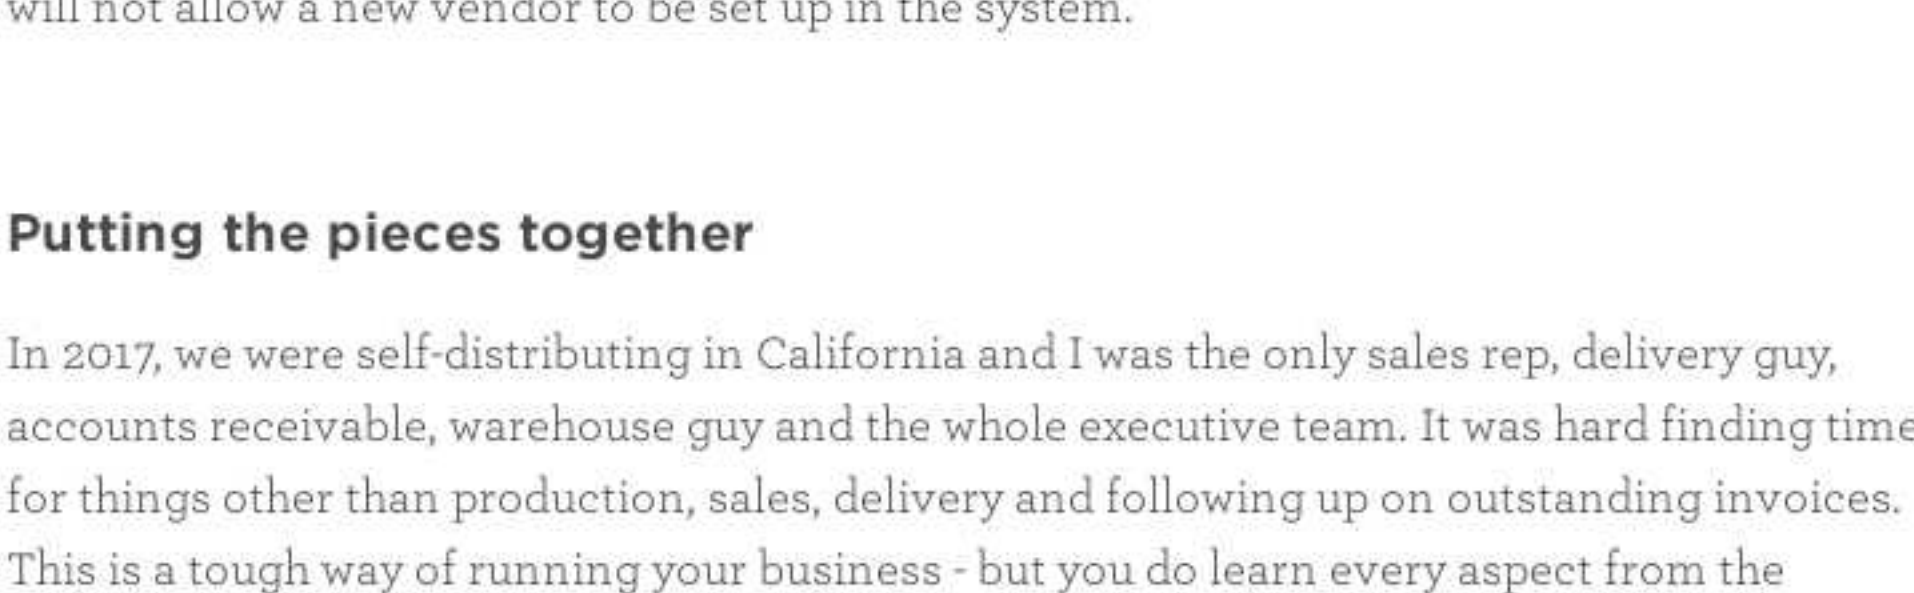 will not allow a new vendor to be set up in the system.
Putting the pieces together
In 2017, we were self-distributing in California and I was the only sales rep, delivery guy,
accounts receivable, warehouse guy and the whole executive team. It was hard finding time
for things other than production, sales, delivery and following up on outstanding invoices.
This is a tough way of running your business - but you do learn every aspect from the